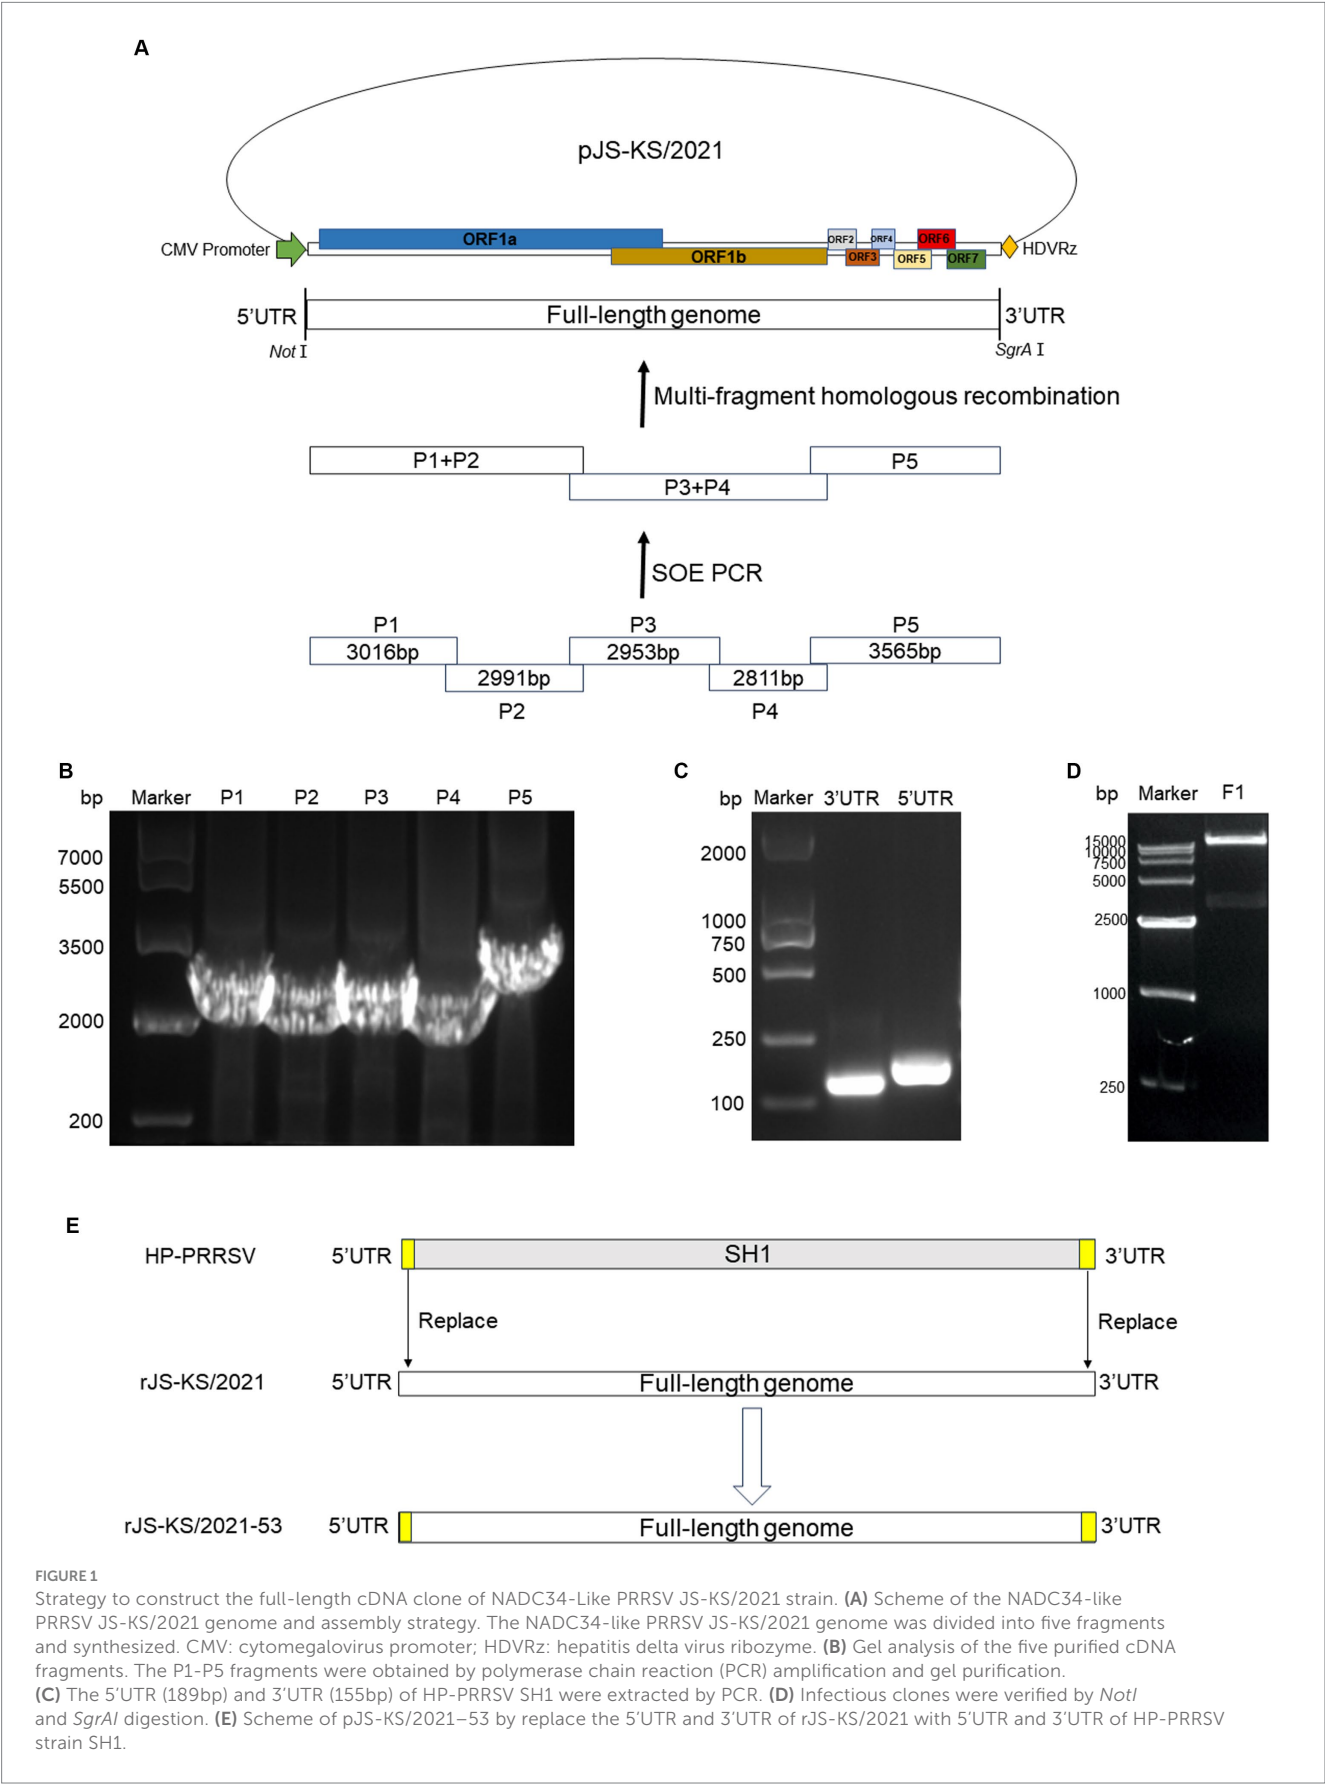 A
pJS-KS/2021
CMV Promoter
ORF1a
ORF1b
ORF2
ORF3
ORF4
ORF5
ORF6
ORF7
HDVRz
5'UTR
Full-length genome
3'UTR
Not I
SgrA I
Multi-fragment homologous recombination
P1+P2
P3+P4
P5
SOE PCR
P1
P3
P5
3016bp
2953bp
3565bp
2991bp
2811bp
P2
P4
B
bp Marker P1 P2 P3 P4 P5
7000
5500
3500
2000
200
C
bp Marker 3'UTR 5'UTR
2000
1000
750
500
250
100
D
bp Marker F1
15000
10000
7500
5000
2500
1000
250
E
HP-PRRSV 5'UTR SH1 3'UTR
Replace Replace
rJS-KS/2021 5'UTR Full-length genome 3'UTR
rJS-KS/2021-53 5'UTR Full-length genome 3'UTR
FIGURE 1
Strategy to construct the full-length cDNA clone of NADC34-Like PRRSV JS-KS/2021 strain. (A) Scheme of the NADC34-like
PRRSV JS-KS/2021 genome and assembly strategy. The NADC34-like PRRSV JS-KS/2021 genome was divided into five fragments
and synthesized. CMV: cytomegalovirus promoter; HDVRz: hepatitis delta virus ribozyme. (B) Gel analysis of the five purified cDNA
fragments. The P1-P5 fragments were obtained by polymerase chain reaction (PCR) amplification and gel purification.
(C) The 5'UTR (189bp) and 3'UTR (155bp) of HP-PRRSV SH1 were extracted by PCR. (D) Infectious clones were verified by NotI
and SgrAI digestion. (E) Scheme of pJS-KS/2021–53 by replace the 5'UTR and 3'UTR of rJS-KS/2021 with 5'UTR and 3'UTR of HP-PRRSV
strain SH1.